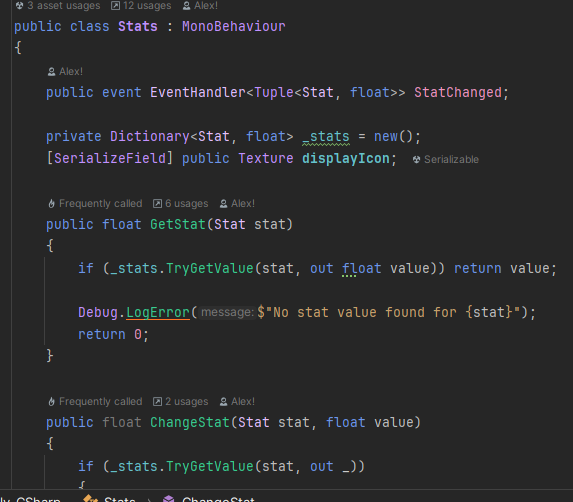 3 asset usages 12 usages Alex!
public class Stats : MonoBehaviour
{
Alex!
public event EventHandler<Tuple<Stat, float>> StatChanged;
private Dictionary<Stat, float> _stats = new();
[SerializeField] public Texture displayIcon; Serializable
Frequently called 6 usages Alex!
public float GetStat(Stat stat)
{
if (_stats.TryGetValue(stat, out float value)) return value;
Debug.LogError( message: $"No stat value found for {stat}");
return 0;
}
Frequently called 2 usages Alex!
public float ChangeStat(Stat stat, float value)
{
if (_stats.TryGetValue(stat, out _))
{
Stats ChangeStat